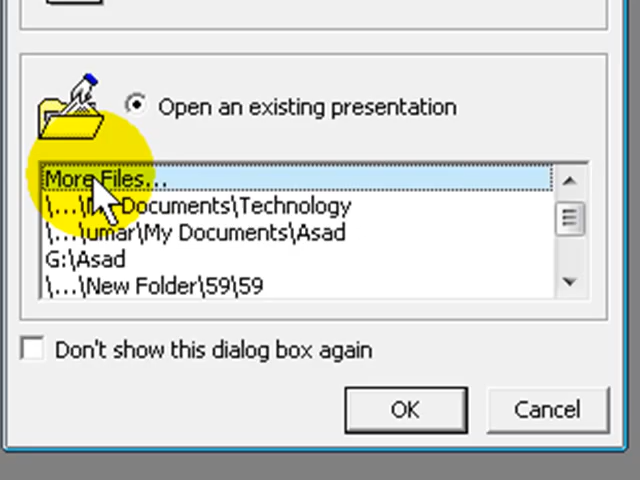 Open an existing presentation
More Files...
\...\My Documents\Technology
\...\umar\My Documents\Asad
G:\Asad
\...\New Folder\59\59
Don't show this dialog box again
OK
Cancel